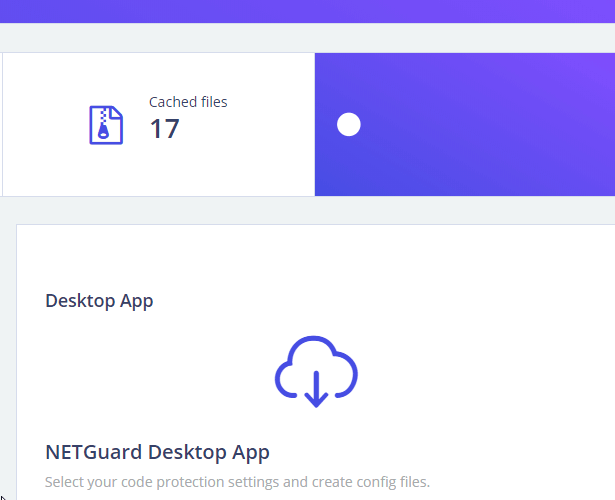 Cached files
17
Desktop App
NETGuard Desktop App
Select your code protection settings and create config files.